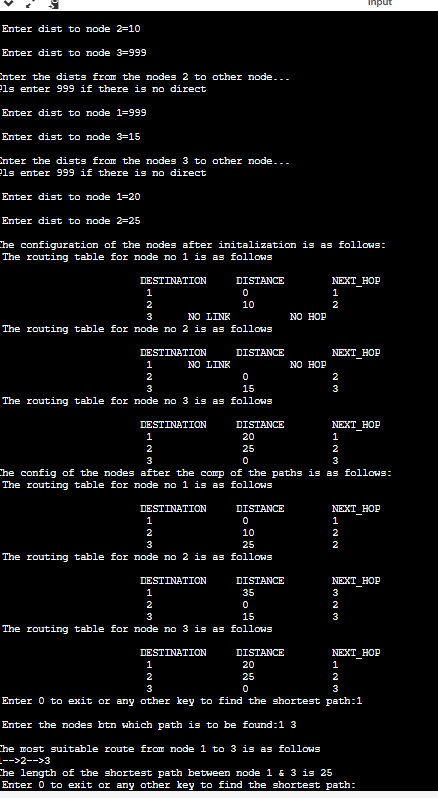 input
Enter dist to node 2=10
Enter dist to node 3=999
Enter the dists from the nodes 2 to other node...
Pls enter 999 if there is no direct
Enter dist to node 1=999
Enter dist to node 3=15
Enter the dists from the nodes 3 to other node...
Pls enter 999 if there is no direct
Enter dist to node 1=20
Enter dist to node 2=25
The configuration of the nodes after initalization is as follows:
The routing table for node no 1 is as follows
DESTINATION DISTANCE NEXT_HOP
1 0 1
2 10 2
3 NO LINK NO HOP
The routing table for node no 2 is as follows
DESTINATION DISTANCE NEXT_HOP
1 NO LINK NO HOP
2 0 2
3 15 3
The routing table for node no 3 is as follows
DESTINATION DISTANCE NEXT_HOP
1 20 1
2 25 2
3 0 3
The config of the nodes after the comp of the paths is as follows:
The routing table for node no 1 is as follows
DESTINATION DISTANCE NEXT_HOP
1 0 1
2 10 2
3 25 2
The routing table for node no 2 is as follows
DESTINATION DISTANCE NEXT_HOP
1 35 3
2 0 2
3 15 3
The routing table for node no 3 is as follows
DESTINATION DISTANCE NEXT_HOP
1 20 1
2 25 2
3 0 3
Enter 0 to exit or any other key to find the shortest path:1
Enter the nodes btn which path is to be found:1 3
The most suitable route from node 1 to 3 is as follows
1-->2-->3
The length of the shortest path between node 1 & 3 is 25
Enter 0 to exit or any other key to find the shortest path: